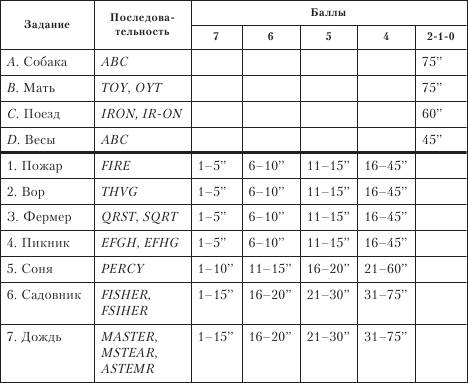 Задание Последова- Баллы
тельность 7 6 5 4 2-1-0
A. Собака ABC 75”
B. Мать TOY, OYT 75”
C. Поезд IRON, IR-ON 60”
D. Весы ABC 45”
1. Пожар FIRE 1–5” 6–10” 11–15” 16–45”
2. Вор THVG 1–5” 6–10” 11–15” 16–45”
3. Фермер QRST, SQRT 1–5” 6–10” 11–15” 16–45”
4. Пикник EFGH, EFHG 1–5” 6–10” 11–15” 16–45”
5. Соня PERCY 1–10” 11–15” 16–20” 21–60”
6. Садовник FISHER, 1–15” 16–20” 21–30” 31–75”
FSIHER
7. Дождь MASTER, 1–15” 16–20” 21–30” 31–75”
MSTEAR,
ASTEMR